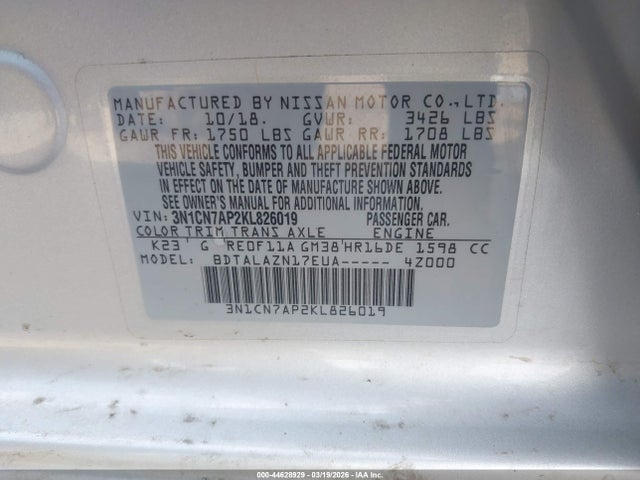 MANUFACTURED BY NISSAN MOTOR CO.,LTD.
DATE: 10/18. GVWR: 3426 LBS
GAWR FR: 1750 LBS GAWR RR: 1708 LBS
THIS VEHICLE CONFORMS TO ALL APPLICABLE FEDERAL MOTOR
VEHICLE SAFETY, BUMPER AND THEFT PREVENTION STANDARDS
IN EFFECT ON THE DATE OF MANUFACTURE SHOWN ABOVE.
SEE OWNER'S MANUAL FOR ADDITIONAL INFORMATION.
VIN: 3N1CN7AP2KL826019 PASSENGER CAR.
COLOR TRIM TRANS AXLE ENGINE
K23 G RE0F11A GM38 HR16DE 1598 CC
MODEL: BDTALAZN17EUA----- 4Z000
3N1CN7AP2KL826019
000-44628929 | 03/19/2026 | IAA Inc.